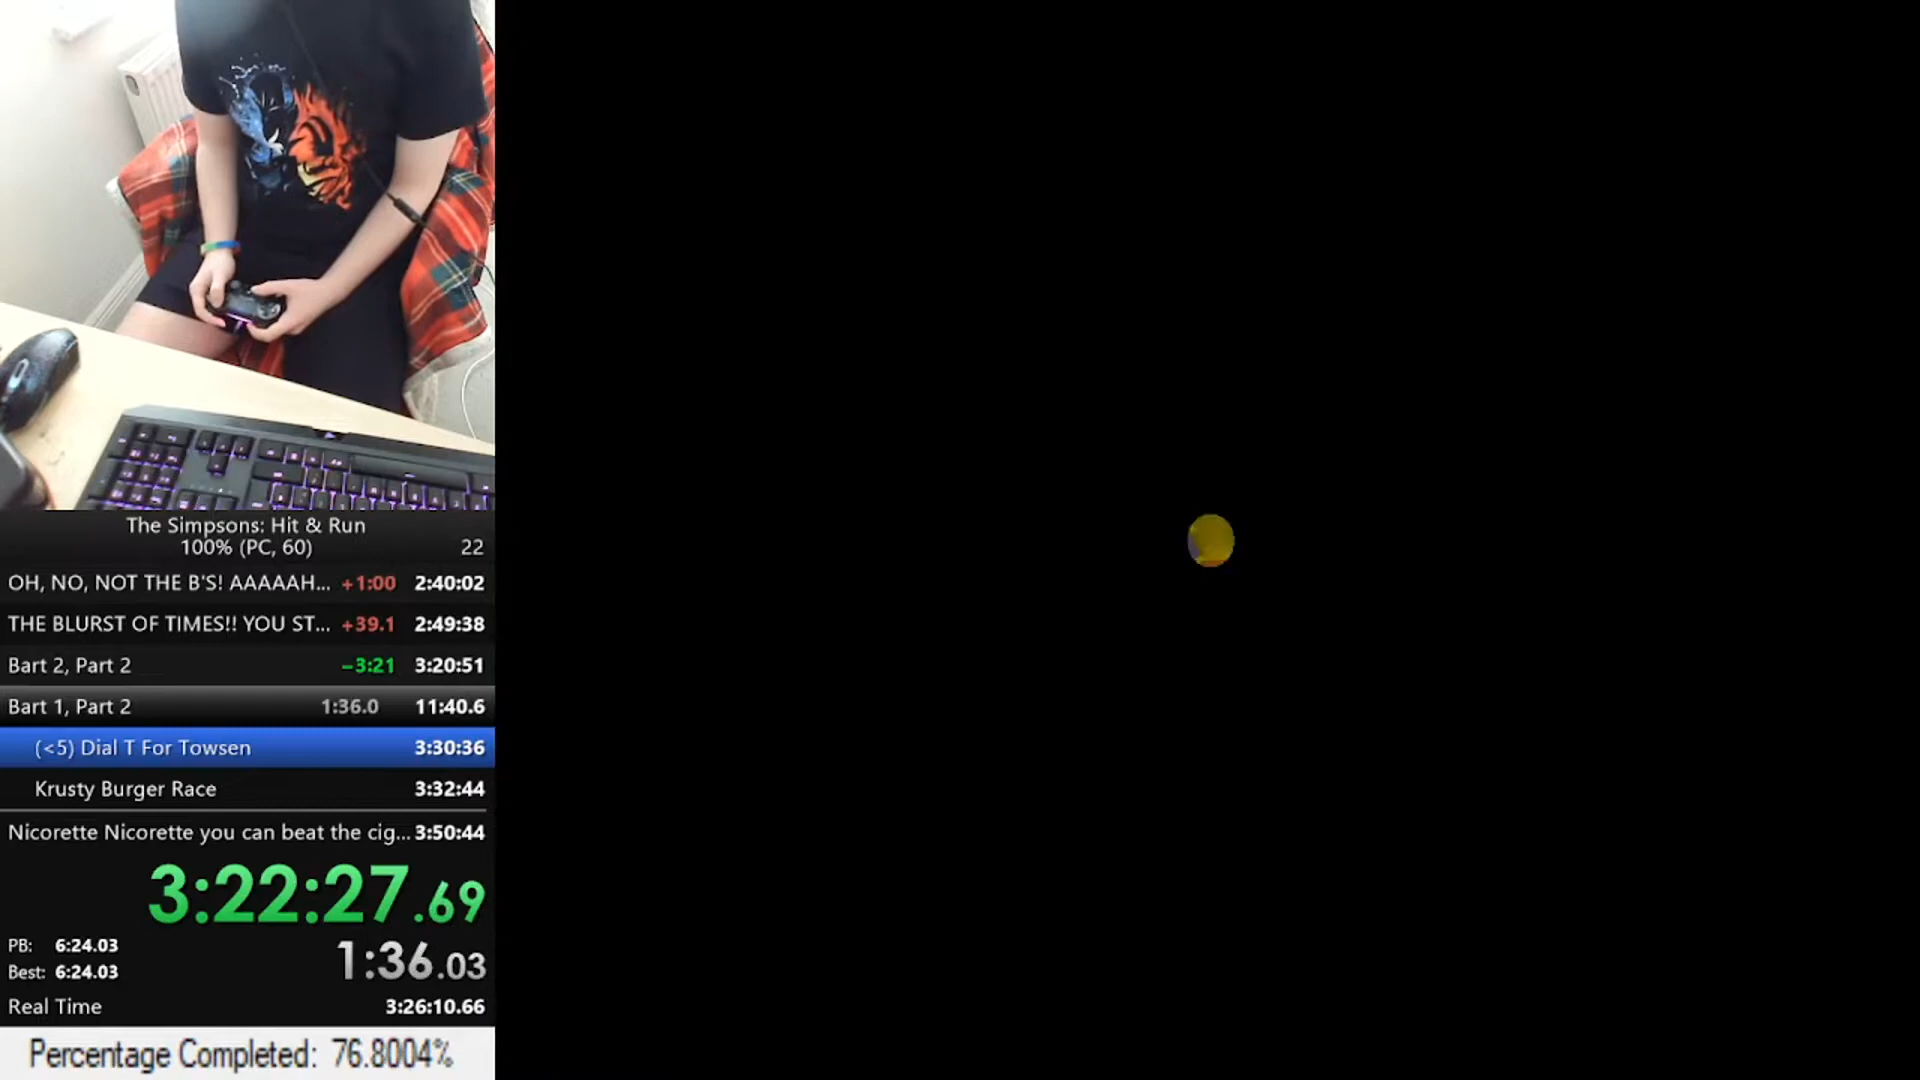 The Simpsons: Hit & Run
100% (PC, 60) 22
OH, NO, NOT THE B'S! AAAAAH... +1:00 2:40:02
THE BLURST OF TIMES!! YOU ST... +39.1 2:49:38
Bart 2, Part 2 −3:21 3:20:51
Bart 1, Part 2 1:36.0 11:40.6
(<5) Dial T For Towsen 3:30:36
Krusty Burger Race 3:32:44
Nicorette Nicorette you can beat the cig... 3:50:44
3:22:27.69
PB: 6:24.03
1:36.03
Best: 6:24.03
Real Time 3:26:10.66
Percentage Completed: 76.8004%